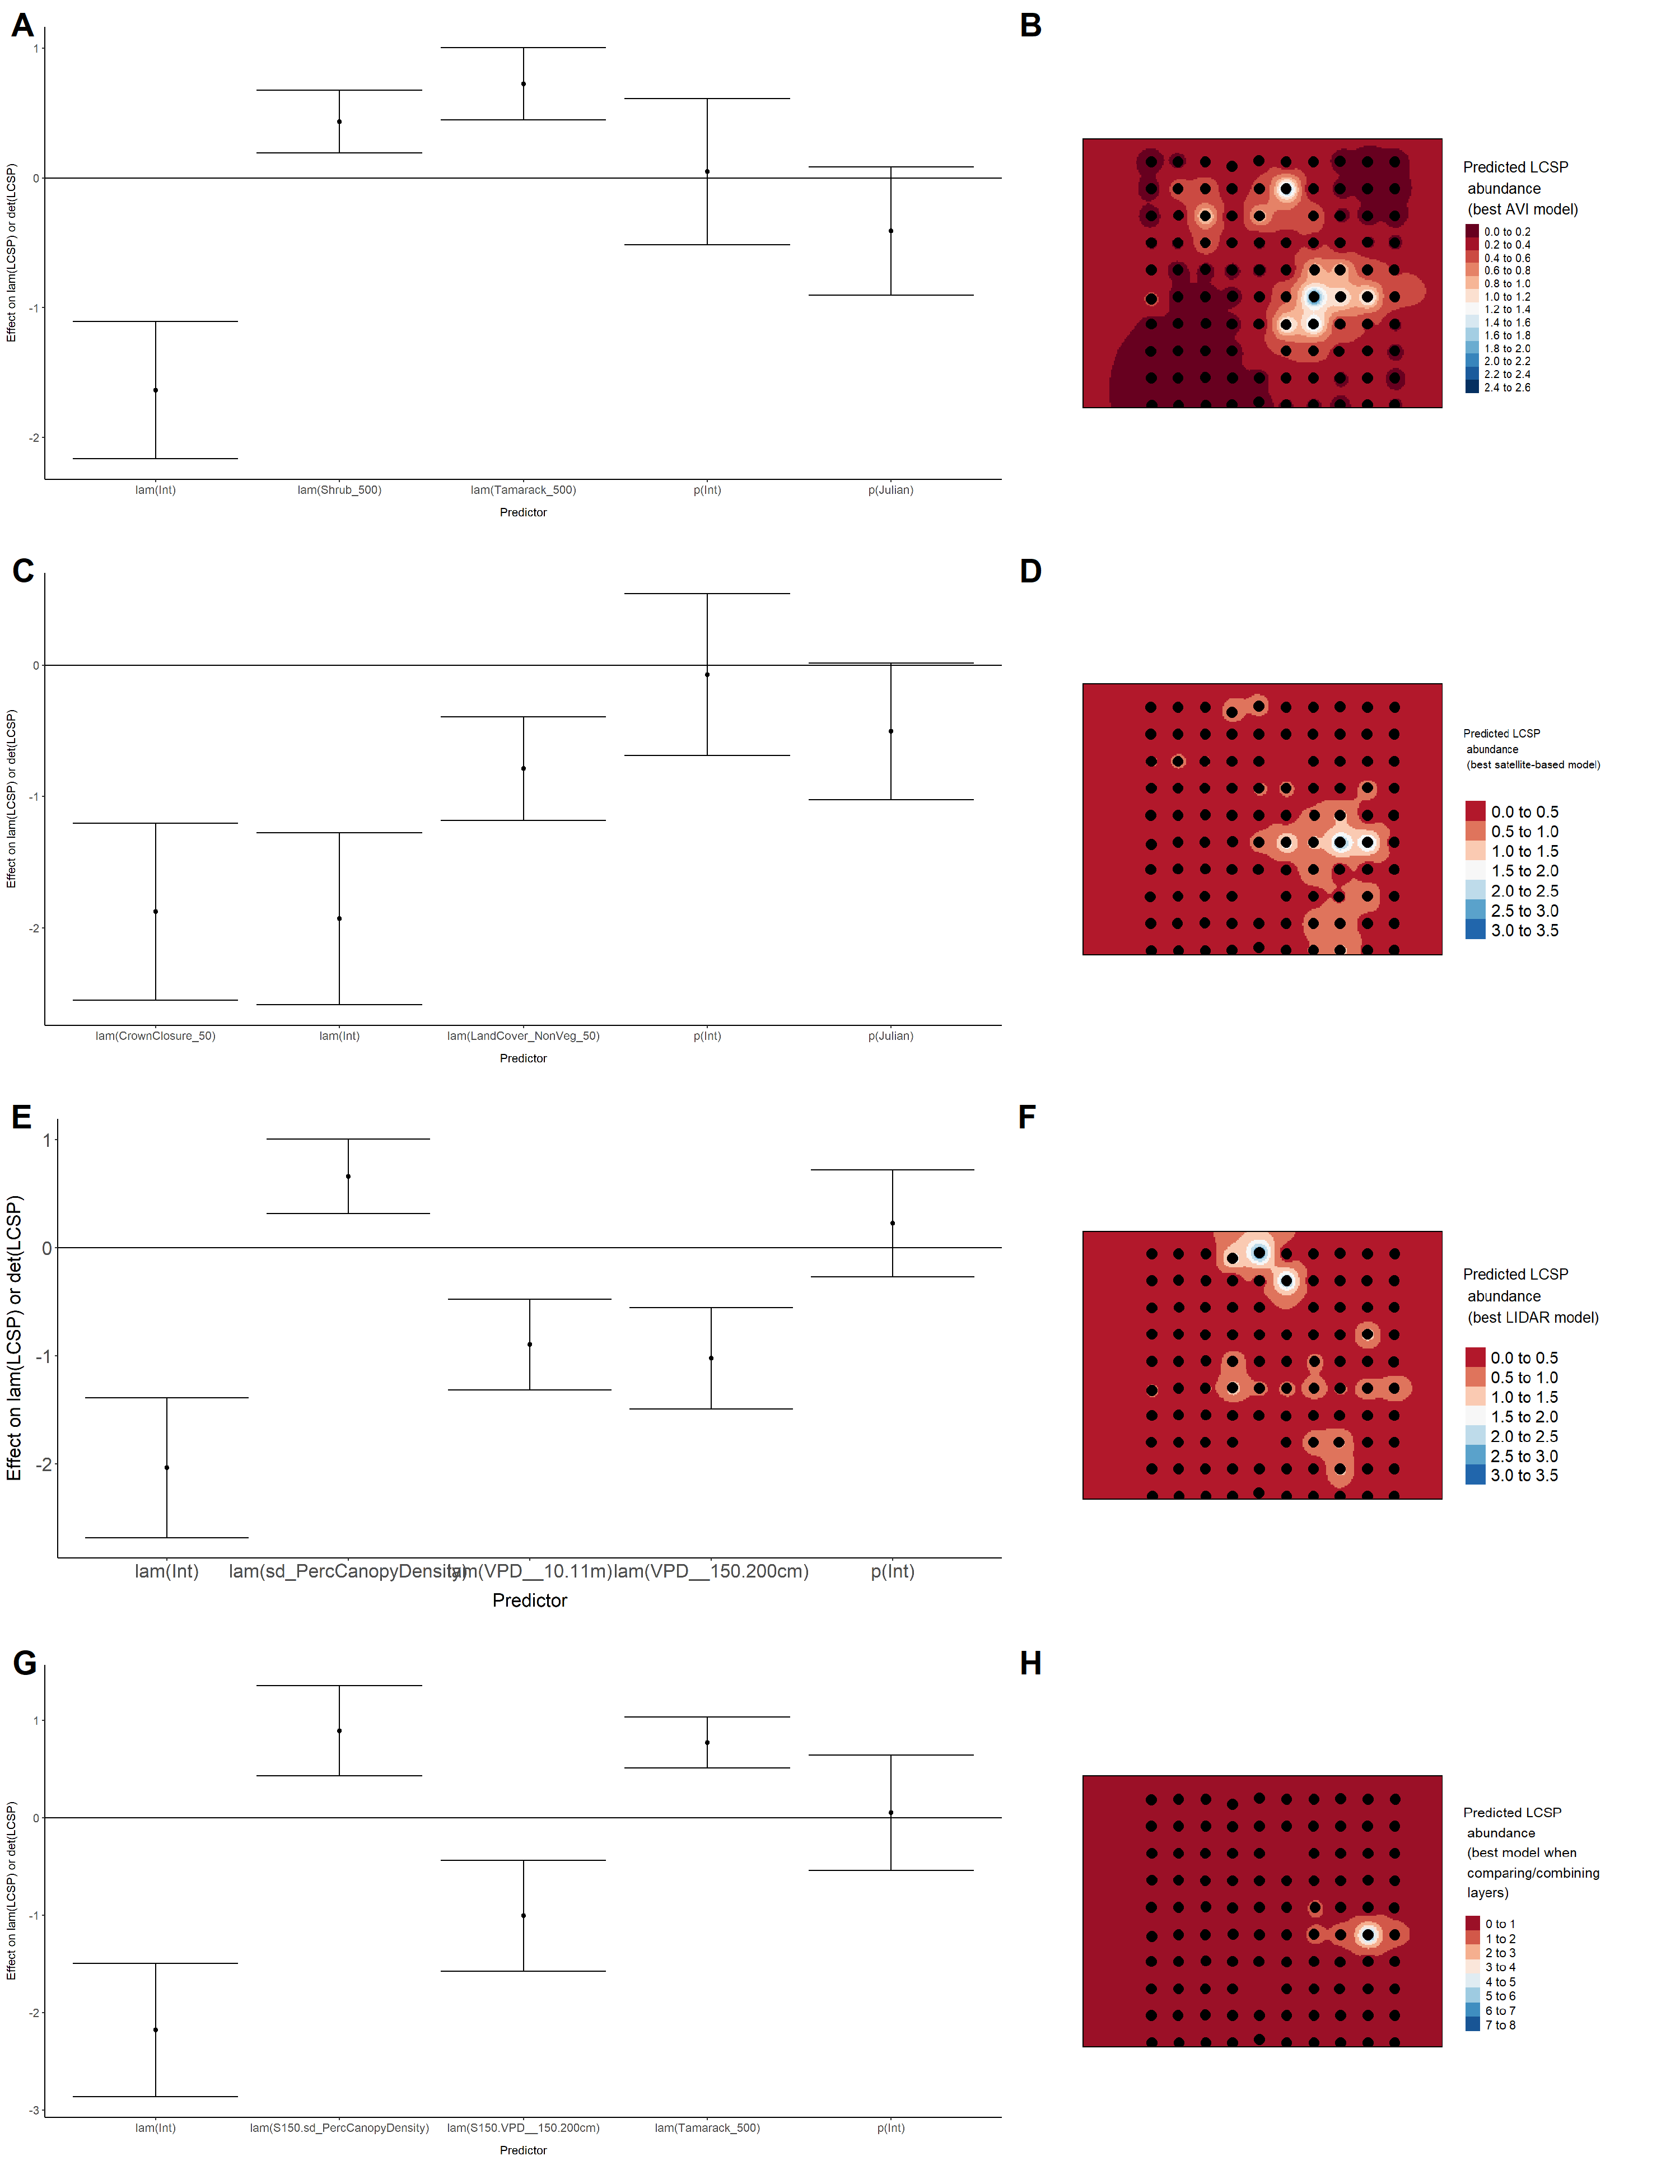 A
Effect on lam(LCSP) or det(LCSP)
1
0
-1
-2
lam(Int)
lam(Shrub_500)
lam(Tamarack_500)
p(Int)
p(Julian)
Predictor
B
Predicted LCSP
abundance
(best AVI model)
0.0 to 0.2
0.2 to 0.4
0.4 to 0.6
0.6 to 0.8
0.8 to 1.0
1.0 to 1.2
1.2 to 1.4
1.4 to 1.6
1.6 to 1.8
1.8 to 2.0
2.0 to 2.2
2.2 to 2.4
2.4 to 2.6
C
Effect on lam(LCSP) or det(LCSP)
0
-1
-2
lam(CrownClosure_50)
lam(Int)
lam(LandCover_NonVeg_50)
p(Int)
p(Julian)
Predictor
D
Predicted LCSP
abundance
(best satellite-based model)
0.0 to 0.5
0.5 to 1.0
1.0 to 1.5
1.5 to 2.0
2.0 to 2.5
2.5 to 3.0
3.0 to 3.5
E
Effect on lam(LCSP) or det(LCSP)
1
0
-1
-2
lam(Int)
lam(sd_PercCanopyDensity)
lam(VPD__10.11m)
lam(VPD__150.200cm)
p(Int)
Predictor
F
Predicted LCSP
abundance
(best LIDAR model)
0.0 to 0.5
0.5 to 1.0
1.0 to 1.5
1.5 to 2.0
2.0 to 2.5
2.5 to 3.0
3.0 to 3.5
G
Effect on lam(LCSP) or det(LCSP)
1
0
-1
-2
-3
lam(Int)
lam(S150.sd_PercCanopyDensity)
lam(S150.VPD__150.200cm)
lam(Tamarack_500)
p(Int)
Predictor
H
Predicted LCSP
abundance
(best model when
comparing/combining
layers)
0 to 1
1 to 2
2 to 3
3 to 4
4 to 5
5 to 6
6 to 7
7 to 8